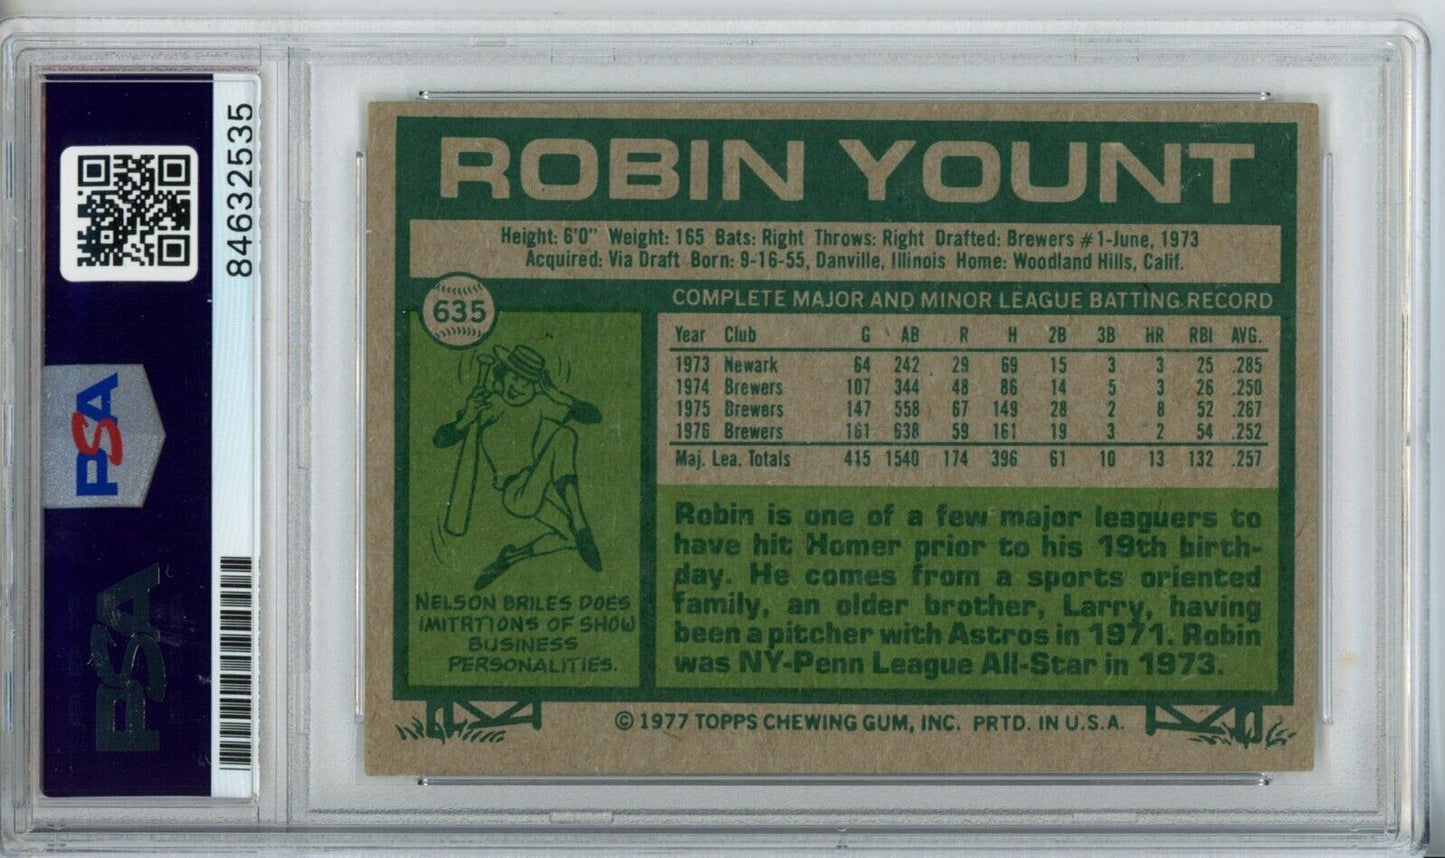 84632535
PSA
PSA
ROBIN YOUNT
Height: 6'0" Weight: 165 Bats: Right Throws: Right Drafted: Brewers #1-June, 1973
Acquired: Via Draft Born: 9-16-55, Danville, Illinois Home: Woodland Hills, Calif.
635
COMPLETE MAJOR AND MINOR LEAGUE BATTING RECORD
Year Club G AB R H 2B 3B HR RBI AVG.
1973 Newark 64 242 29 69 15 3 3 25 .285
1974 Brewers 107 344 48 86 14 5 3 26 .250
1975 Brewers 147 558 67 149 28 2 8 52 .267
1976 Brewers 161 638 59 161 19 3 2 54 .252
Maj. Lea. Totals 415 1540 174 396 61 10 13 132 .257
NELSON BRILES DOES
IMITATIONS OF SHOW
BUSINESS
PERSONALITIES.
Robin is one of a few major leaguers to
have hit Homer prior to his 19th birth-
day. He comes from a sports oriented
family, an older brother, Larry, having
been a pitcher with Astros in 1971. Robin
was NY-Penn League All-Star in 1973.
© 1977 TOPPS CHEWING GUM, INC. PRTD. IN U.S.A.